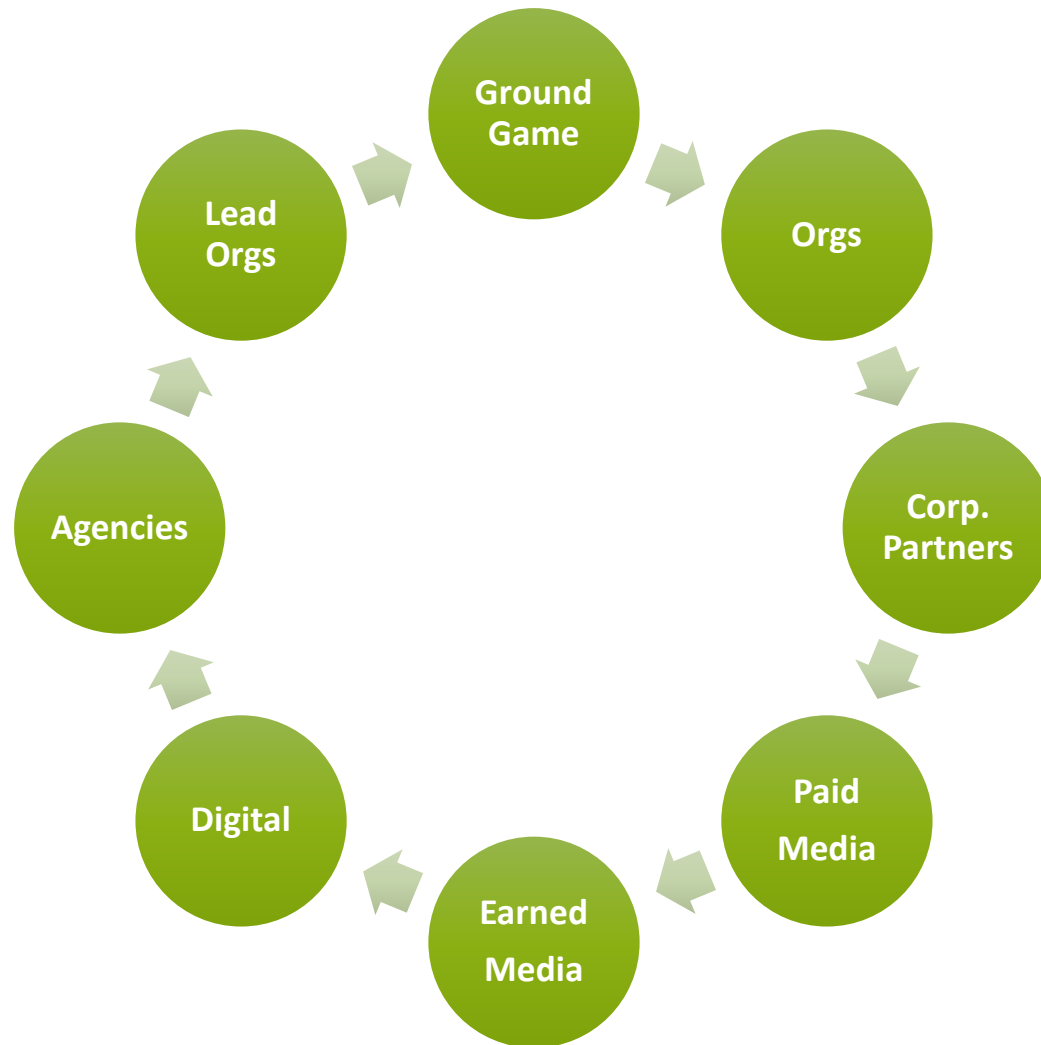 Ground
Game
Orgs
Corp.
Partners
Paid
Media
Earned
Media
Digital
Agencies
Lead
Orgs